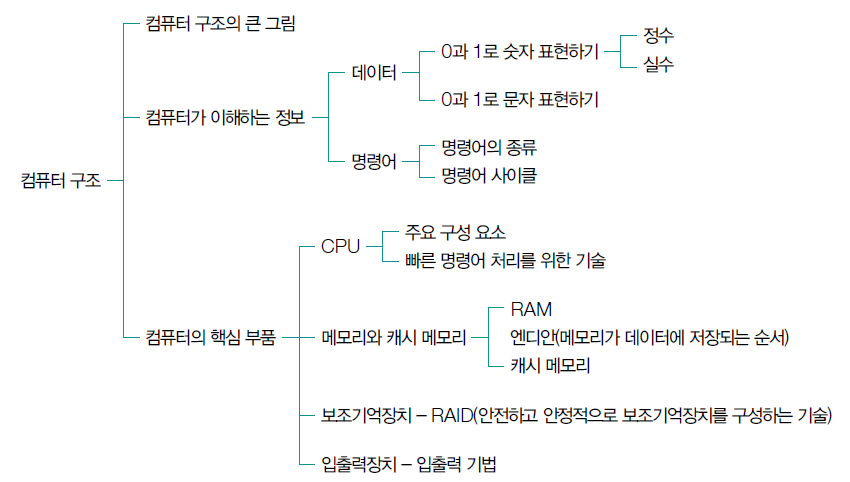 컴퓨터 구조
컴퓨터 구조의 큰 그림
컴퓨터가 이해하는 정보
데이터
0과 1로 숫자 표현하기
정수
실수
0과 1로 문자 표현하기
명령어
명령어의 종류
명령어 사이클
컴퓨터의 핵심 부품
CPU
주요 구성 요소
빠른 명령어 처리를 위한 기술
메모리와 캐시 메모리
RAM
엔디안(메모리가 데이터에 저장되는 순서)
캐시 메모리
보조기억장치 – RAID(안전하고 안정적으로 보조기억장치를 구성하는 기술)
입출력장치 – 입출력 기법